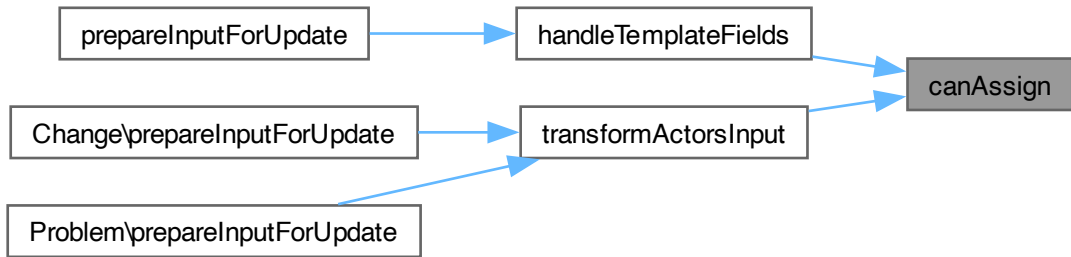 prepareInputForUpdate
handleTemplateFields
canAssign
Change\prepareInputForUpdate
transformActorsInput
Problem\prepareInputForUpdate